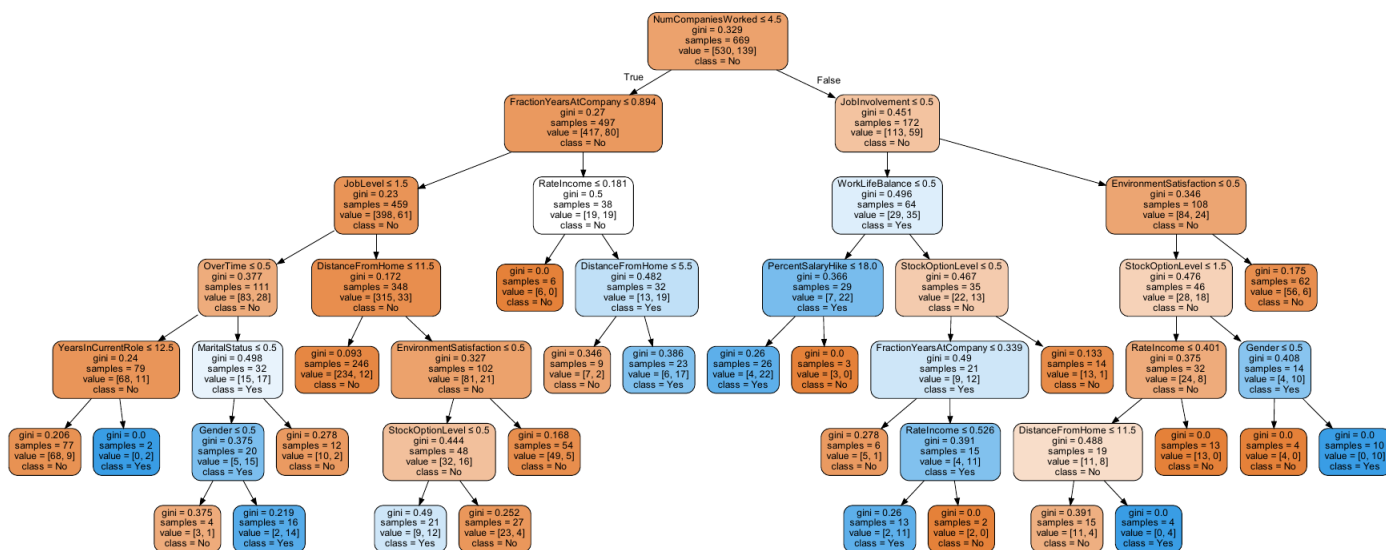 NumCompaniesWorked ≤ 4.5
gini = 0.329
samples = 669
value = [530, 139]
class = No
True
False
FractionYearsAtCompany ≤ 0.894
gini = 0.27
samples = 497
value = [417, 80]
class = No
JobInvolvement ≤ 0.5
gini = 0.451
samples = 172
value = [113, 59]
class = No
JobLevel ≤ 1.5
gini = 0.23
samples = 459
value = [398, 61]
class = No
RateIncome ≤ 0.181
gini = 0.5
samples = 38
value = [19, 19]
class = No
WorkLifeBalance ≤ 0.5
gini = 0.496
samples = 64
value = [29, 35]
class = Yes
EnvironmentSatisfaction ≤ 0.5
gini = 0.346
samples = 108
value = [84, 24]
class = No
OverTime ≤ 0.5
gini = 0.377
samples = 111
value = [83, 28]
class = No
DistanceFromHome ≤ 11.5
gini = 0.172
samples = 348
value = [315, 33]
class = No
gini = 0.0
samples = 6
value = [6, 0]
class = No
DistanceFromHome ≤ 5.5
gini = 0.482
samples = 32
value = [13, 19]
class = Yes
PercentSalaryHike ≤ 18.0
gini = 0.366
samples = 29
value = [7, 22]
class = Yes
StockOptionLevel ≤ 0.5
gini = 0.467
samples = 35
value = [22, 13]
class = No
StockOptionLevel ≤ 1.5
gini = 0.476
samples = 46
value = [28, 18]
class = No
gini = 0.175
samples = 62
value = [56, 6]
class = No
YearsInCurrentRole ≤ 12.5
gini = 0.24
samples = 79
value = [68, 11]
class = No
MaritalStatus ≤ 0.5
gini = 0.498
samples = 32
value = [15, 17]
class = Yes
gini = 0.093
samples = 246
value = [234, 12]
class = No
EnvironmentSatisfaction ≤ 0.5
gini = 0.327
samples = 102
value = [81, 21]
class = No
gini = 0.346
samples = 9
value = [7, 2]
class = No
gini = 0.386
samples = 23
value = [6, 17]
class = Yes
gini = 0.26
samples = 26
value = [4, 22]
class = Yes
gini = 0.0
samples = 3
value = [3, 0]
class = No
FractionYearsAtCompany ≤ 0.339
gini = 0.49
samples = 21
value = [9, 12]
class = Yes
gini = 0.133
samples = 14
value = [13, 1]
class = No
RateIncome ≤ 0.401
gini = 0.375
samples = 32
value = [24, 8]
class = No
Gender ≤ 0.5
gini = 0.408
samples = 14
value = [4, 10]
class = Yes
gini = 0.206
samples = 77
value = [68, 9]
class = No
gini = 0.0
samples = 2
value = [0, 2]
class = Yes
Gender ≤ 0.5
gini = 0.375
samples = 20
value = [5, 15]
class = Yes
gini = 0.278
samples = 12
value = [10, 2]
class = No
StockOptionLevel ≤ 0.5
gini = 0.444
samples = 48
value = [32, 16]
class = No
gini = 0.168
samples = 54
value = [49, 5]
class = No
gini = 0.278
samples = 6
value = [5, 1]
class = No
RateIncome ≤ 0.526
gini = 0.391
samples = 15
value = [4, 11]
class = Yes
DistanceFromHome ≤ 11.5
gini = 0.488
samples = 19
value = [11, 8]
class = No
gini = 0.0
samples = 13
value = [13, 0]
class = No
gini = 0.0
samples = 4
value = [4, 0]
class = No
gini = 0.0
samples = 10
value = [0, 10]
class = Yes
gini = 0.375
samples = 4
value = [3, 1]
class = No
gini = 0.219
samples = 16
value = [2, 14]
class = Yes
gini = 0.49
samples = 21
value = [9, 12]
class = Yes
gini = 0.252
samples = 27
value = [23, 4]
class = No
gini = 0.26
samples = 13
value = [2, 11]
class = Yes
gini = 0.0
samples = 2
value = [2, 0]
class = No
gini = 0.391
samples = 15
value = [11, 4]
class = No
gini = 0.0
samples = 4
value = [0, 4]
class = Yes